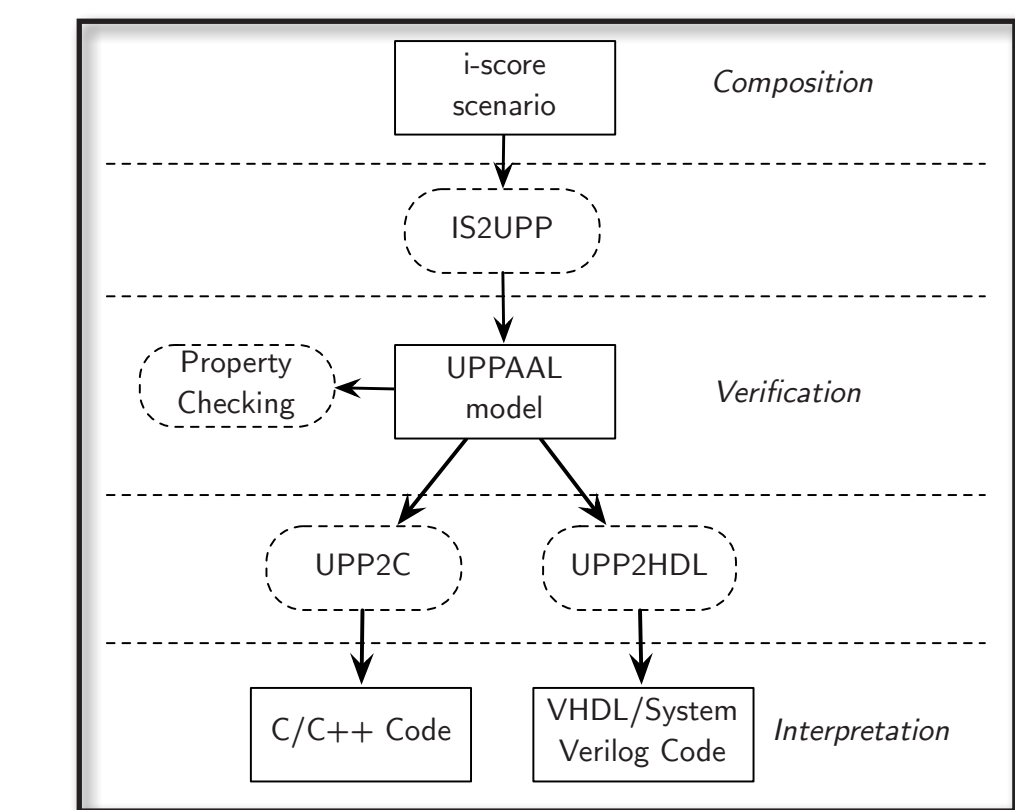 i-score
scenario
Composition
IS2UPP
Property
Checking
UPPAAL
model
Verification
UPP2C
UPP2HDL
C/C++ Code
VHDL/System
Verilog Code
Interpretation